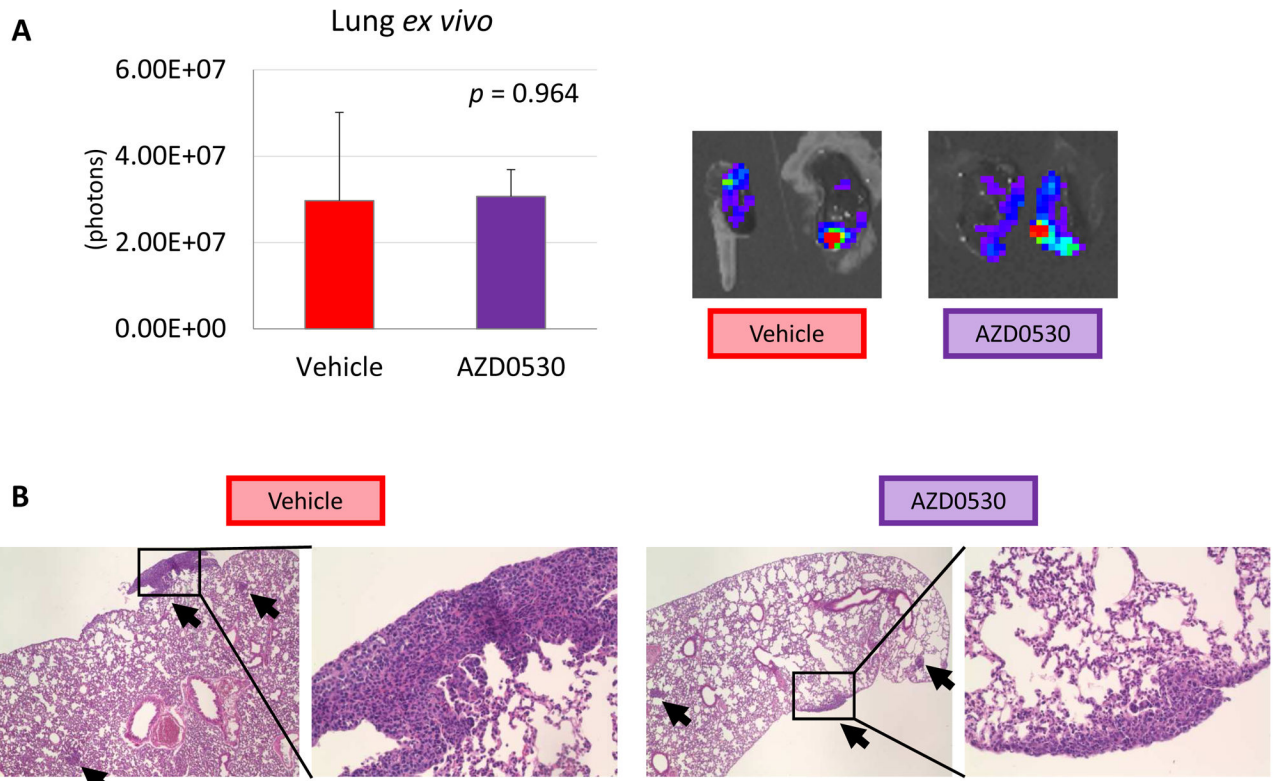 A
Lung ex vivo
6.00E+07
p = 0.964
4.00E+07
(photons)
2.00E+07
0.00E+00
Vehicle
AZD0530
Vehicle
AZD0530
B
Vehicle
AZD0530